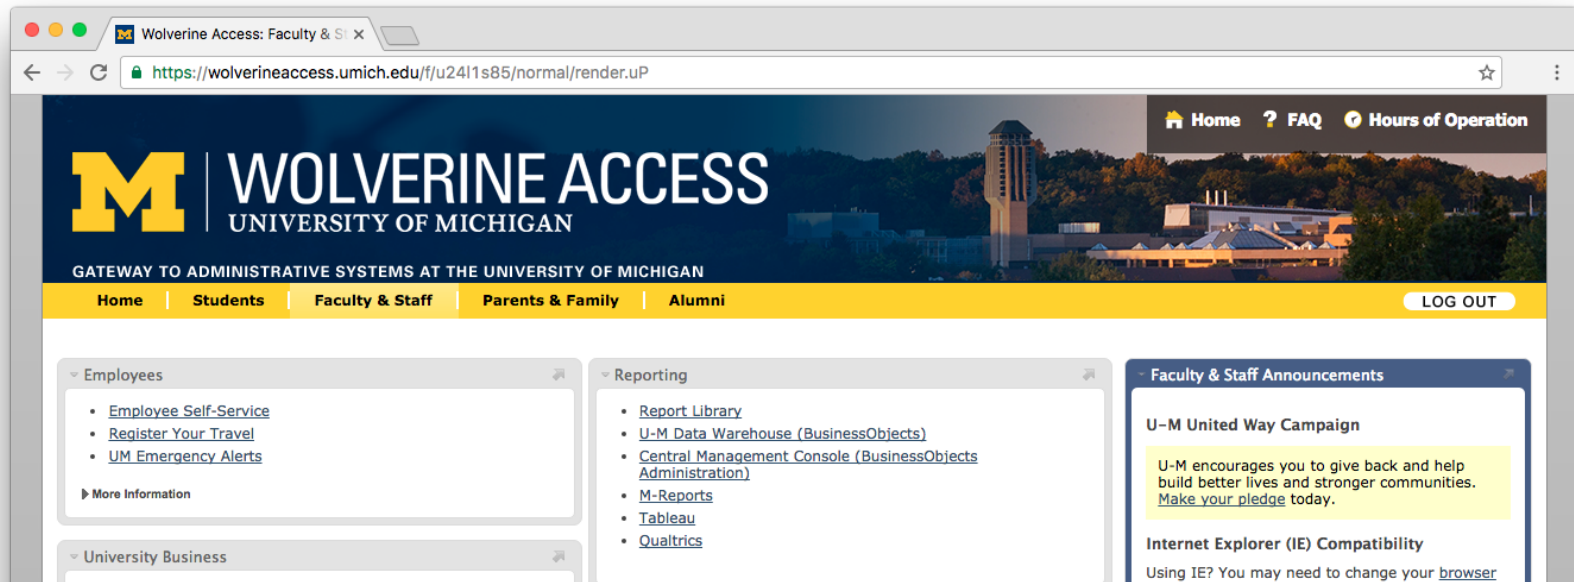 Wolverine Access: Faculty & St
https://wolverineaccess.umich.edu/f/u24l1s85/normal/render.uP
Home FAQ Hours of Operation
M WOLVERINE ACCESS
UNIVERSITY OF MICHIGAN
GATEWAY TO ADMINISTRATIVE SYSTEMS AT THE UNIVERSITY OF MICHIGAN
Home Students Faculty & Staff Parents & Family Alumni LOG OUT
Employees
Employee Self-Service
Register Your Travel
UM Emergency Alerts
More Information
University Business
Reporting
Report Library
U-M Data Warehouse (BusinessObjects)
Central Management Console (BusinessObjects
Administration)
M-Reports
Tableau
Qualtrics
Faculty & Staff Announcements
U-M United Way Campaign
U-M encourages you to give back and help
build better lives and stronger communities.
Make your pledge today.
Internet Explorer (IE) Compatibility
Using IE? You may need to change your browser